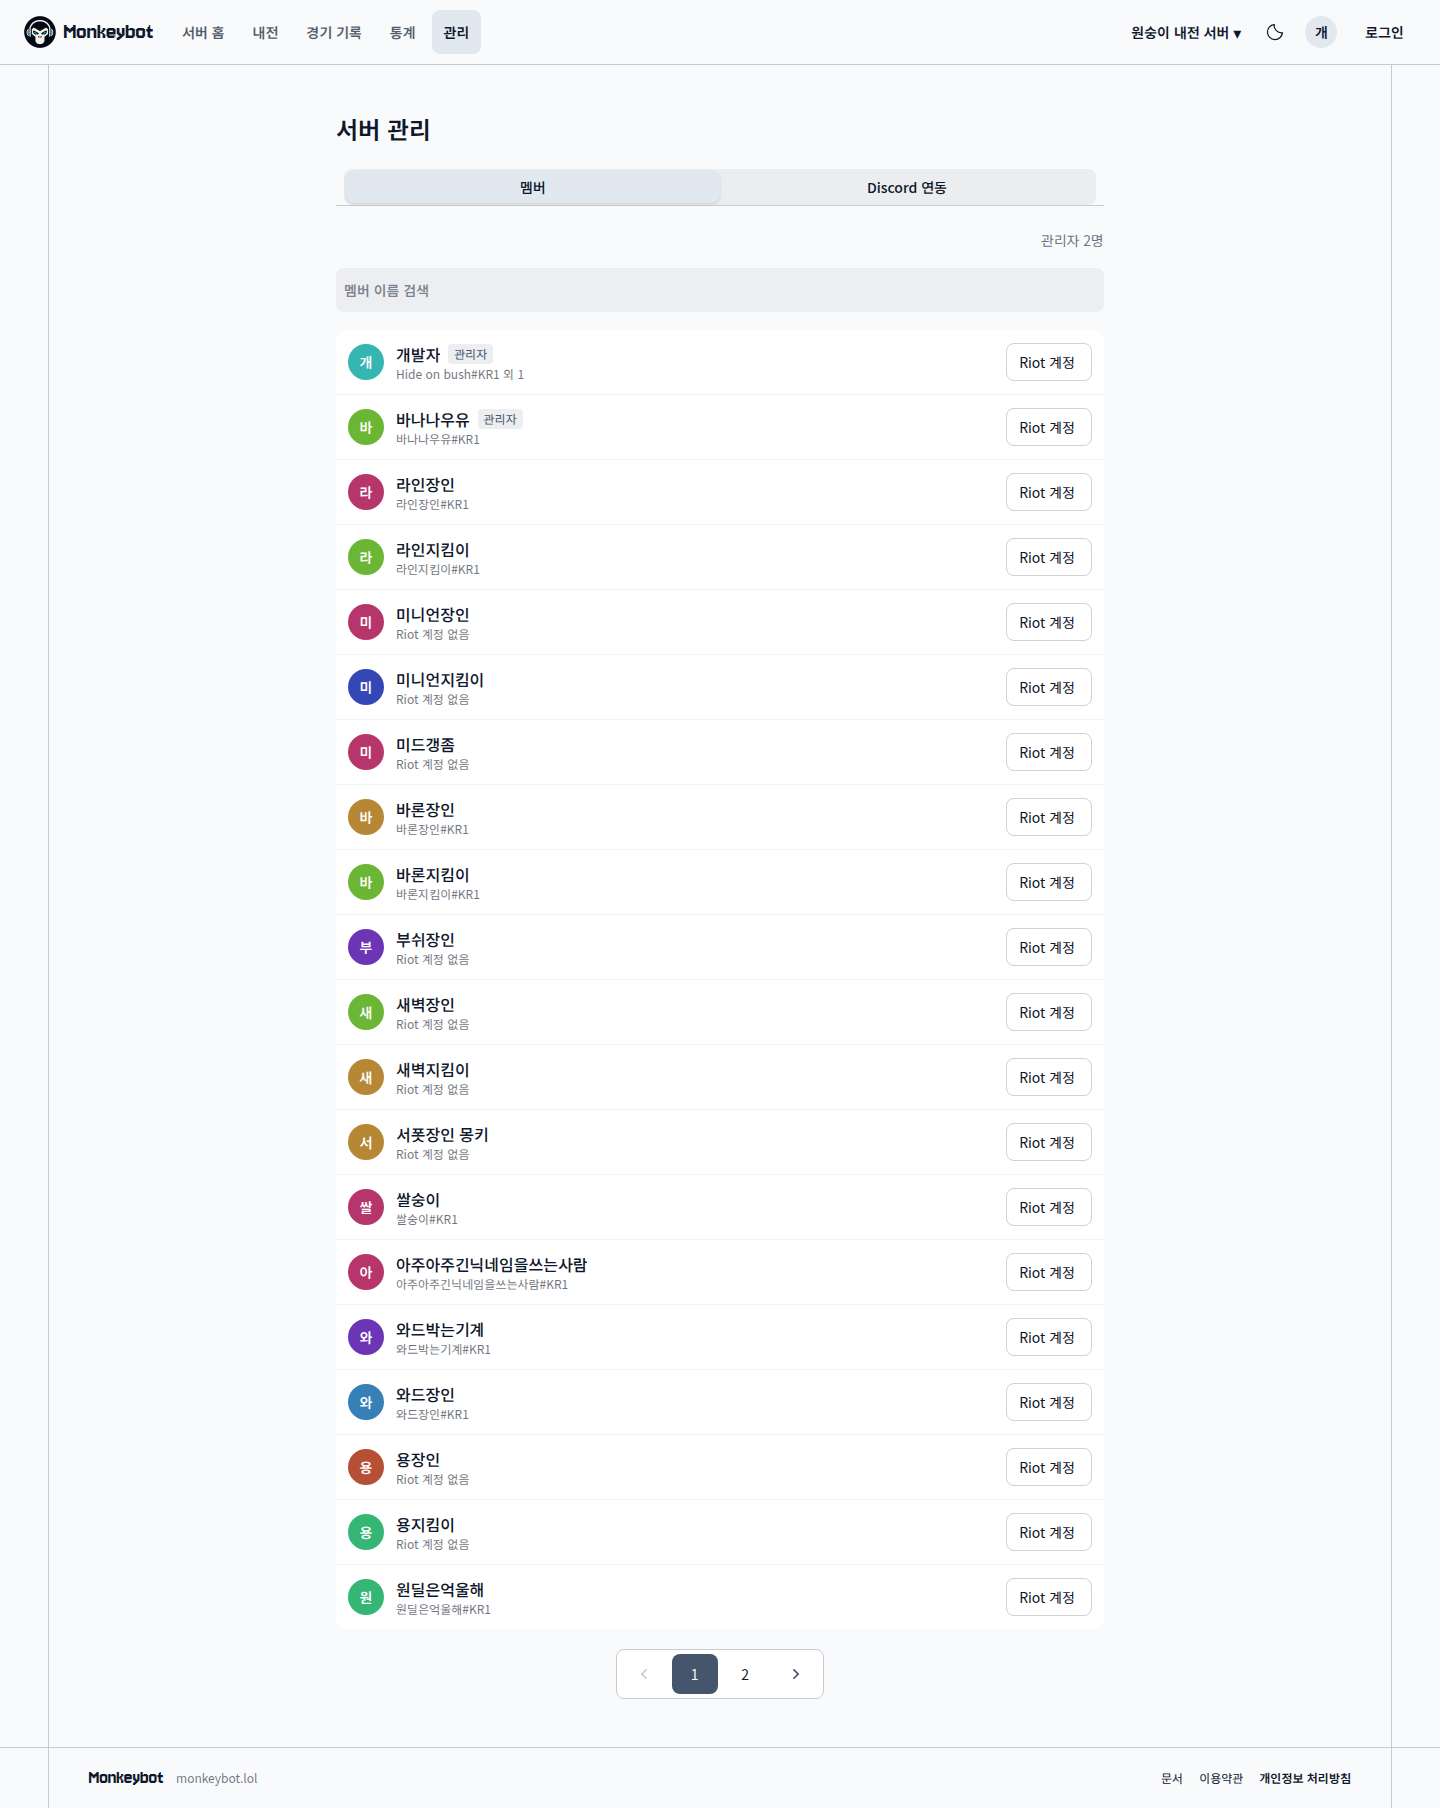 Monkeybot 서버 홈 내전 경기 기록 통계 관리 원숭이 내전 서버 ▾ 개 로그인
서버 관리
멤버 Discord 연동
관리자 2명
멤버 이름 검색
개 개발자 관리자 Riot 계정
Hide on bush#KR1 외 1
바 바나나우유 관리자 Riot 계정
바나나우유#KR1
라 라인장인 Riot 계정
라인장인#KR1
라 라인지킴이 Riot 계정
라인지킴이#KR1
미 미니언장인 Riot 계정
Riot 계정 없음
미 미니언지킴이 Riot 계정
Riot 계정 없음
미 미드갱좀 Riot 계정
Riot 계정 없음
바 바론장인 Riot 계정
바론장인#KR1
바 바론지킴이 Riot 계정
바론지킴이#KR1
부 부쉬장인 Riot 계정
Riot 계정 없음
새 새벽장인 Riot 계정
Riot 계정 없음
새 새벽지킴이 Riot 계정
Riot 계정 없음
서 서폿장인 몽키 Riot 계정
Riot 계정 없음
쌀 쌀숭이 Riot 계정
쌀숭이#KR1
아 아주아주긴닉네임을쓰는사람 Riot 계정
아주아주긴닉네임을쓰는사람#KR1
와 와드박는기계 Riot 계정
와드박는기계#KR1
와 와드장인 Riot 계정
와드장인#KR1
용 용장인 Riot 계정
Riot 계정 없음
용 용지킴이 Riot 계정
Riot 계정 없음
원 원딜은억울해 Riot 계정
원딜은억울해#KR1
1 2
Monkeybot monkeybot.lol 문서 이용약관 개인정보 처리방침